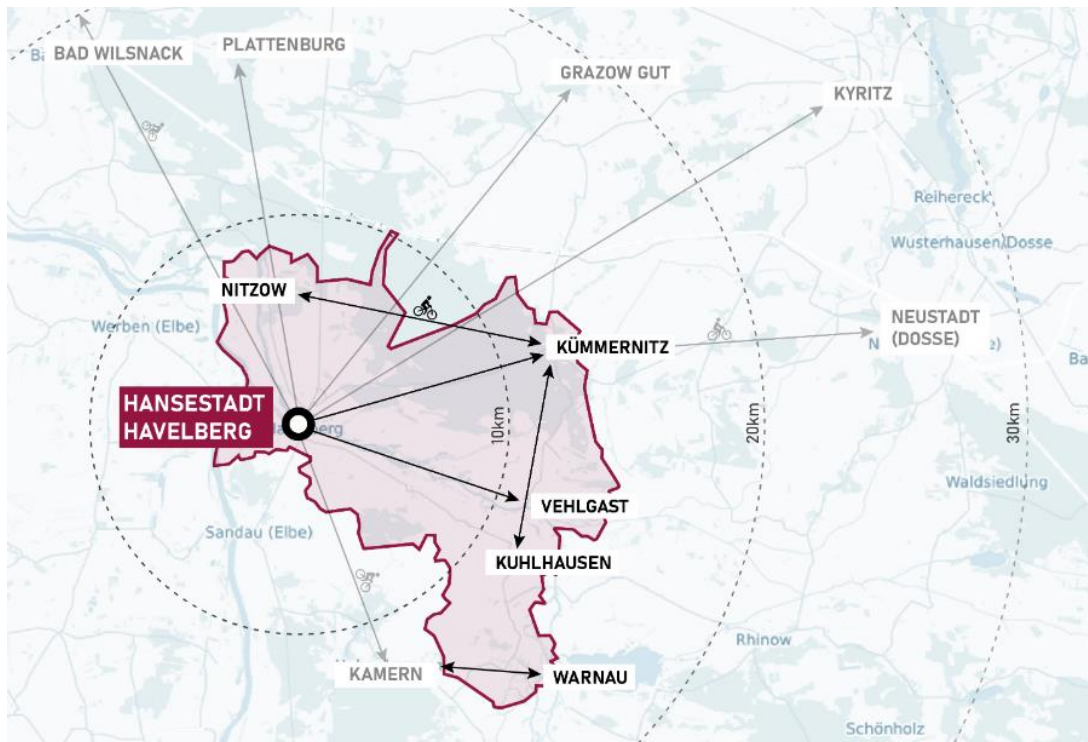 BAD WILSNACK
PLATTENBURG
GRAZOW GUT
KYRITZ
Reihereck
Wusterhausen/Dosse
NITZOW
Werben (Elbe)
KÜMMERNITZ
NEUSTADT
(DOSSE)
HANSESTADT
HAVELBERG
10km
20km
30km
Waldsiedlung
VEHLGAST
Sandau (Elbe)
KUHLHAUSEN
Rhinow
KAMERN
WARNAU
Schönholz